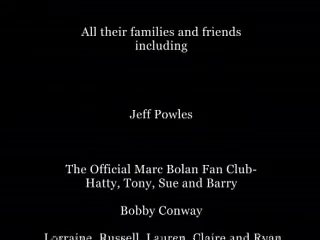 All their families and friends
including
Jeff Powles
The Official Marc Bolan Fan Club-
Hatty, Tony, Sue and Barry
Bobby Conway
Lorraine, Russell, Lauren, Claire and Ryan